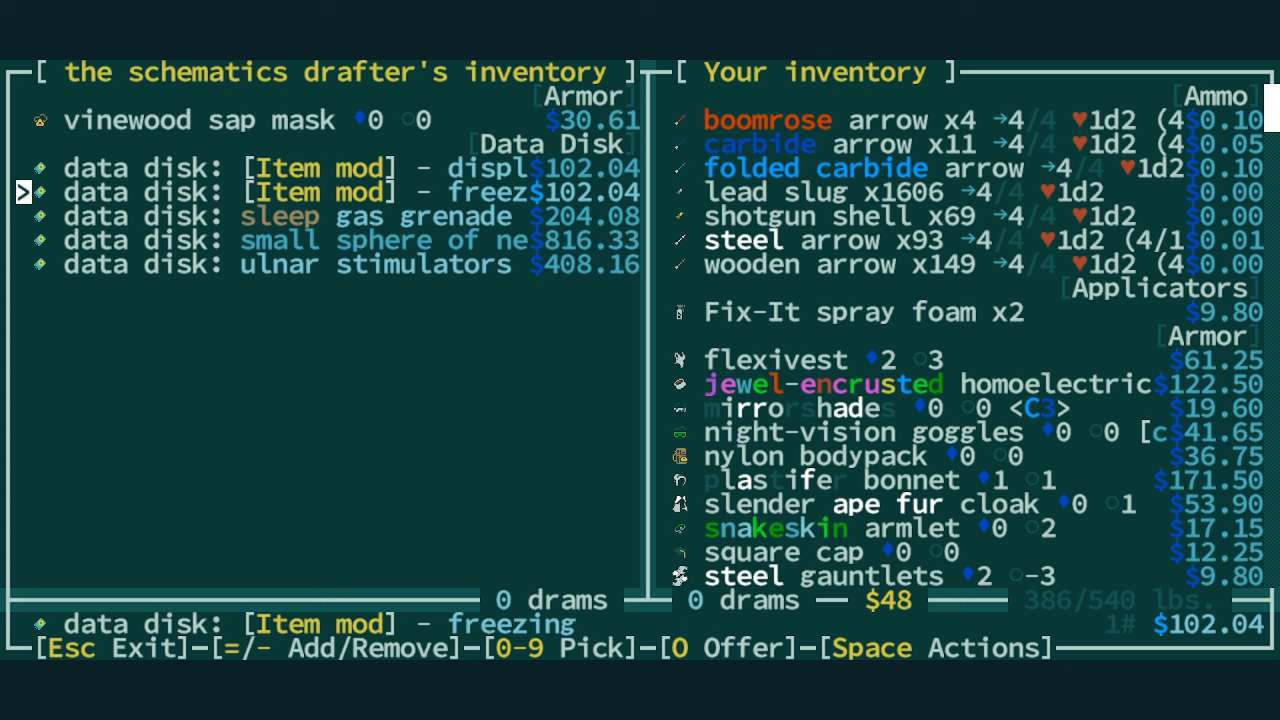 [ the schematics drafter's inventory ]
[Armor]
vinewood sap mask ♦0 ○0 $30.61
[Data Disk]
data disk: [Item mod] - displ$102.04
> data disk: [Item mod] - freez$102.04
data disk: sleep gas grenade $204.08
data disk: small sphere of ne$816.33
data disk: ulnar stimulators $408.16
[ Your inventory ]
[Ammo]
boomrose arrow x4 →4/4 ♥1d2 (4$0.10
carbide arrow x11 →4/4 ♥1d2 (4$0.05
folded carbide arrow →4/4 ♥1d2$0.10
lead slug x1606 →4/4 ♥1d2 $0.00
shotgun shell x69 →4/4 ♥1d2 $0.00
steel arrow x93 →4/4 ♥1d2 (4/1$0.01
wooden arrow x149 →4/4 ♥1d2 (4$0.00
[Applicators]
Fix-It spray foam x2 $9.80
[Armor]
flexivest ♦2 ○3 $61.25
jewel-encrusted homoelectric$122.50
mirrorshades ♦0 ○0 <C3> $19.60
night-vision goggles ♦0 ○0 [c$41.65
nylon bodypack ♦0 ○0 $36.75
plastifer bonnet ♦1 ○1 $171.50
slender ape fur cloak ♦0 ○1 $53.90
snakeskin armlet ♦0 ○2 $17.15
square cap ♦0 ○0 $12.25
steel gauntlets ♦2 ○-3 $9.80
0 drams
0 drams — $48
386/540 lbs.
data disk: [Item mod] - freezing
1# $102.04
[Esc Exit]—[=/- Add/Remove]—[0-9 Pick]—[O Offer]—[Space Actions]